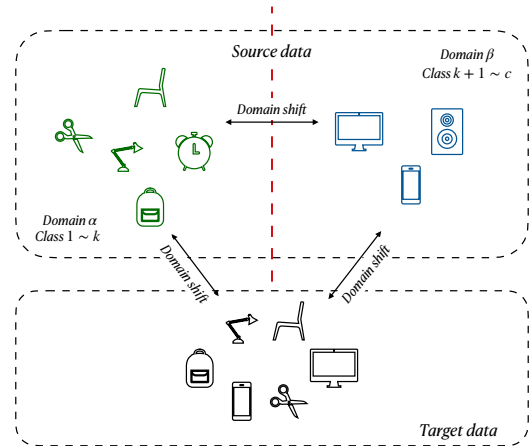 Source data
Domain β
Class k + 1 ∼ c
Domain shift
Domain α
Class 1 ∼ k
Domain shift
Domain shift
Target data